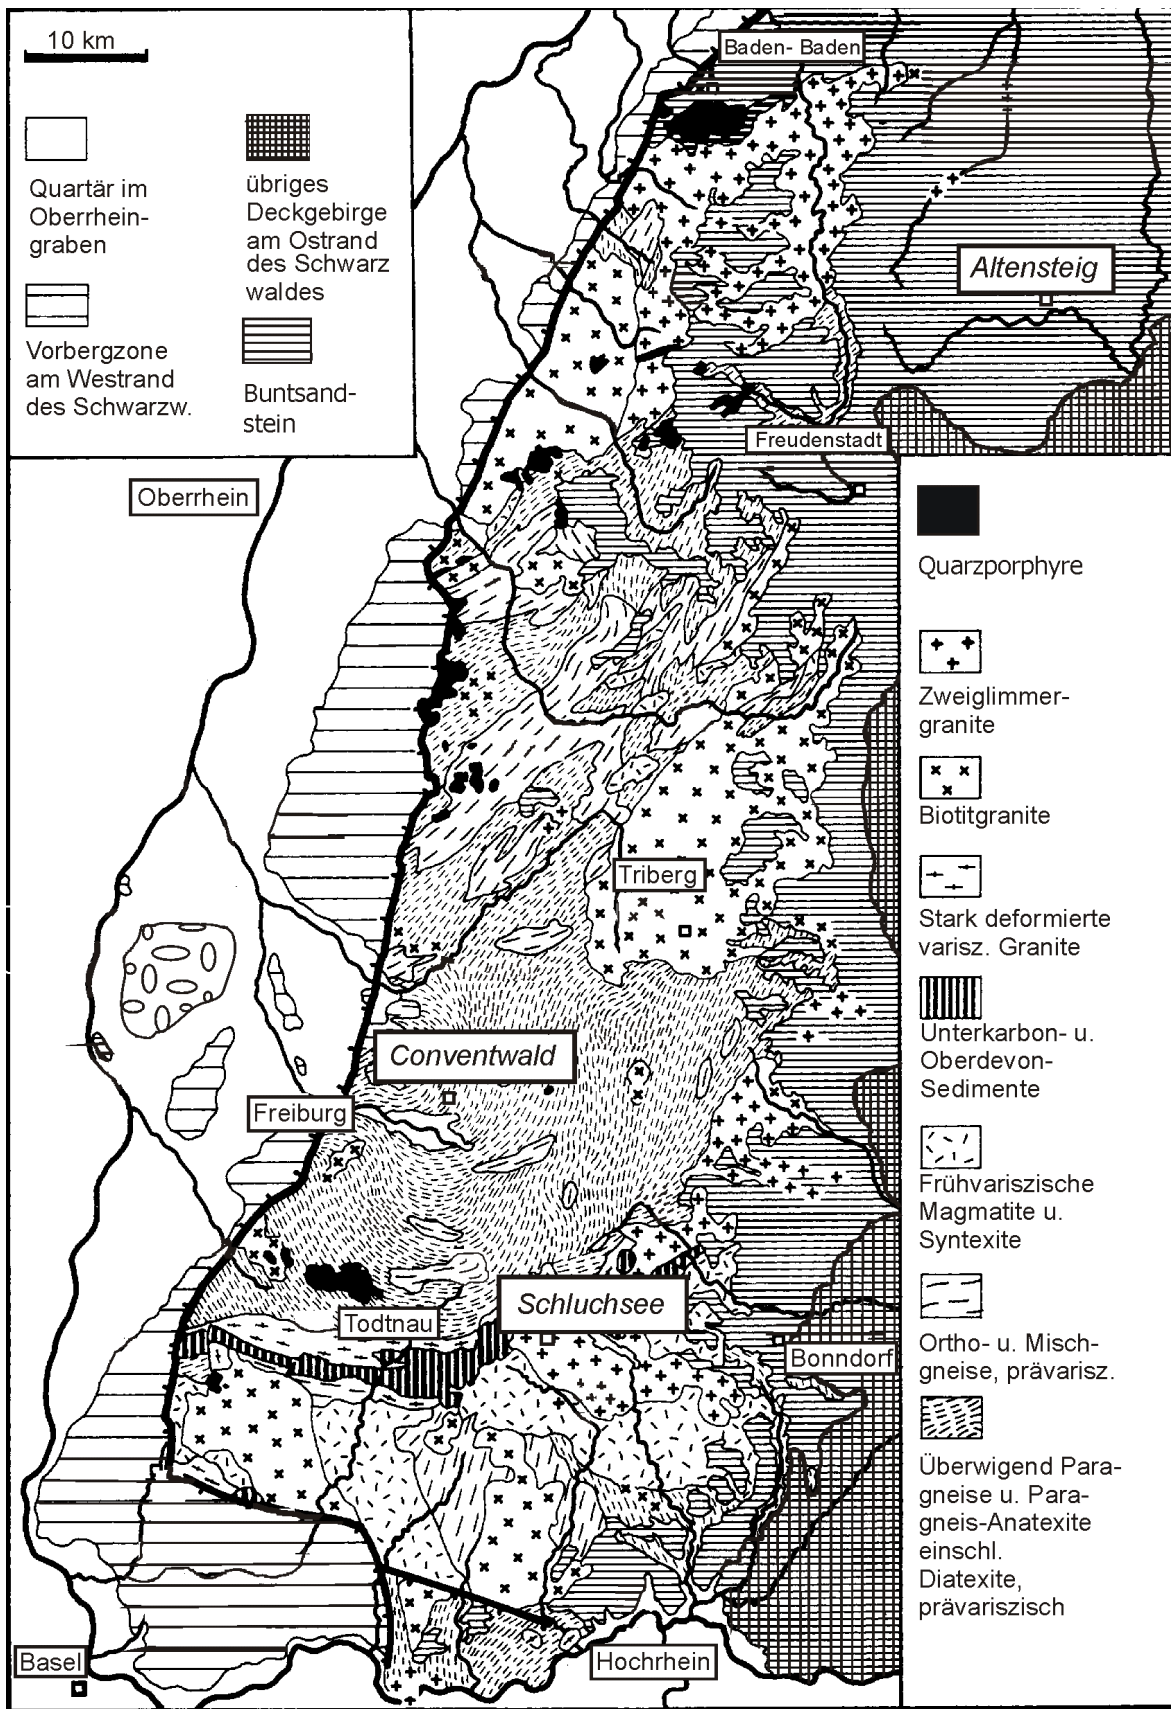 10 km
Quartär im
Oberrhein-
graben
Vorbergzone
am Westrand
des Schwarzw.
übriges
Deckgebirge
am Ostrand
des Schwarz
waldes
Buntsand-
stein
Baden- Baden
Altensteig
Freudenstadt
Oberrhein
Triberg
Conventwald
Freiburg
Schluchsee
Todtnau
Bonndorf
Hochrhein
Basel
Quarzporphyre
Zweiglimmer-
granite
Biotitgranite
Stark deformierte
varisz. Granite
Unterkarbon- u.
Oberdevon-
Sedimente
Frühvariszische
Magmatite u.
Syntexite
Ortho- u. Misch-
gneise, prävarisz.
Überwigend Para-
gneise u. Para-
gneis-Anatexite
einschl.
Diatexite,
prävariszisch